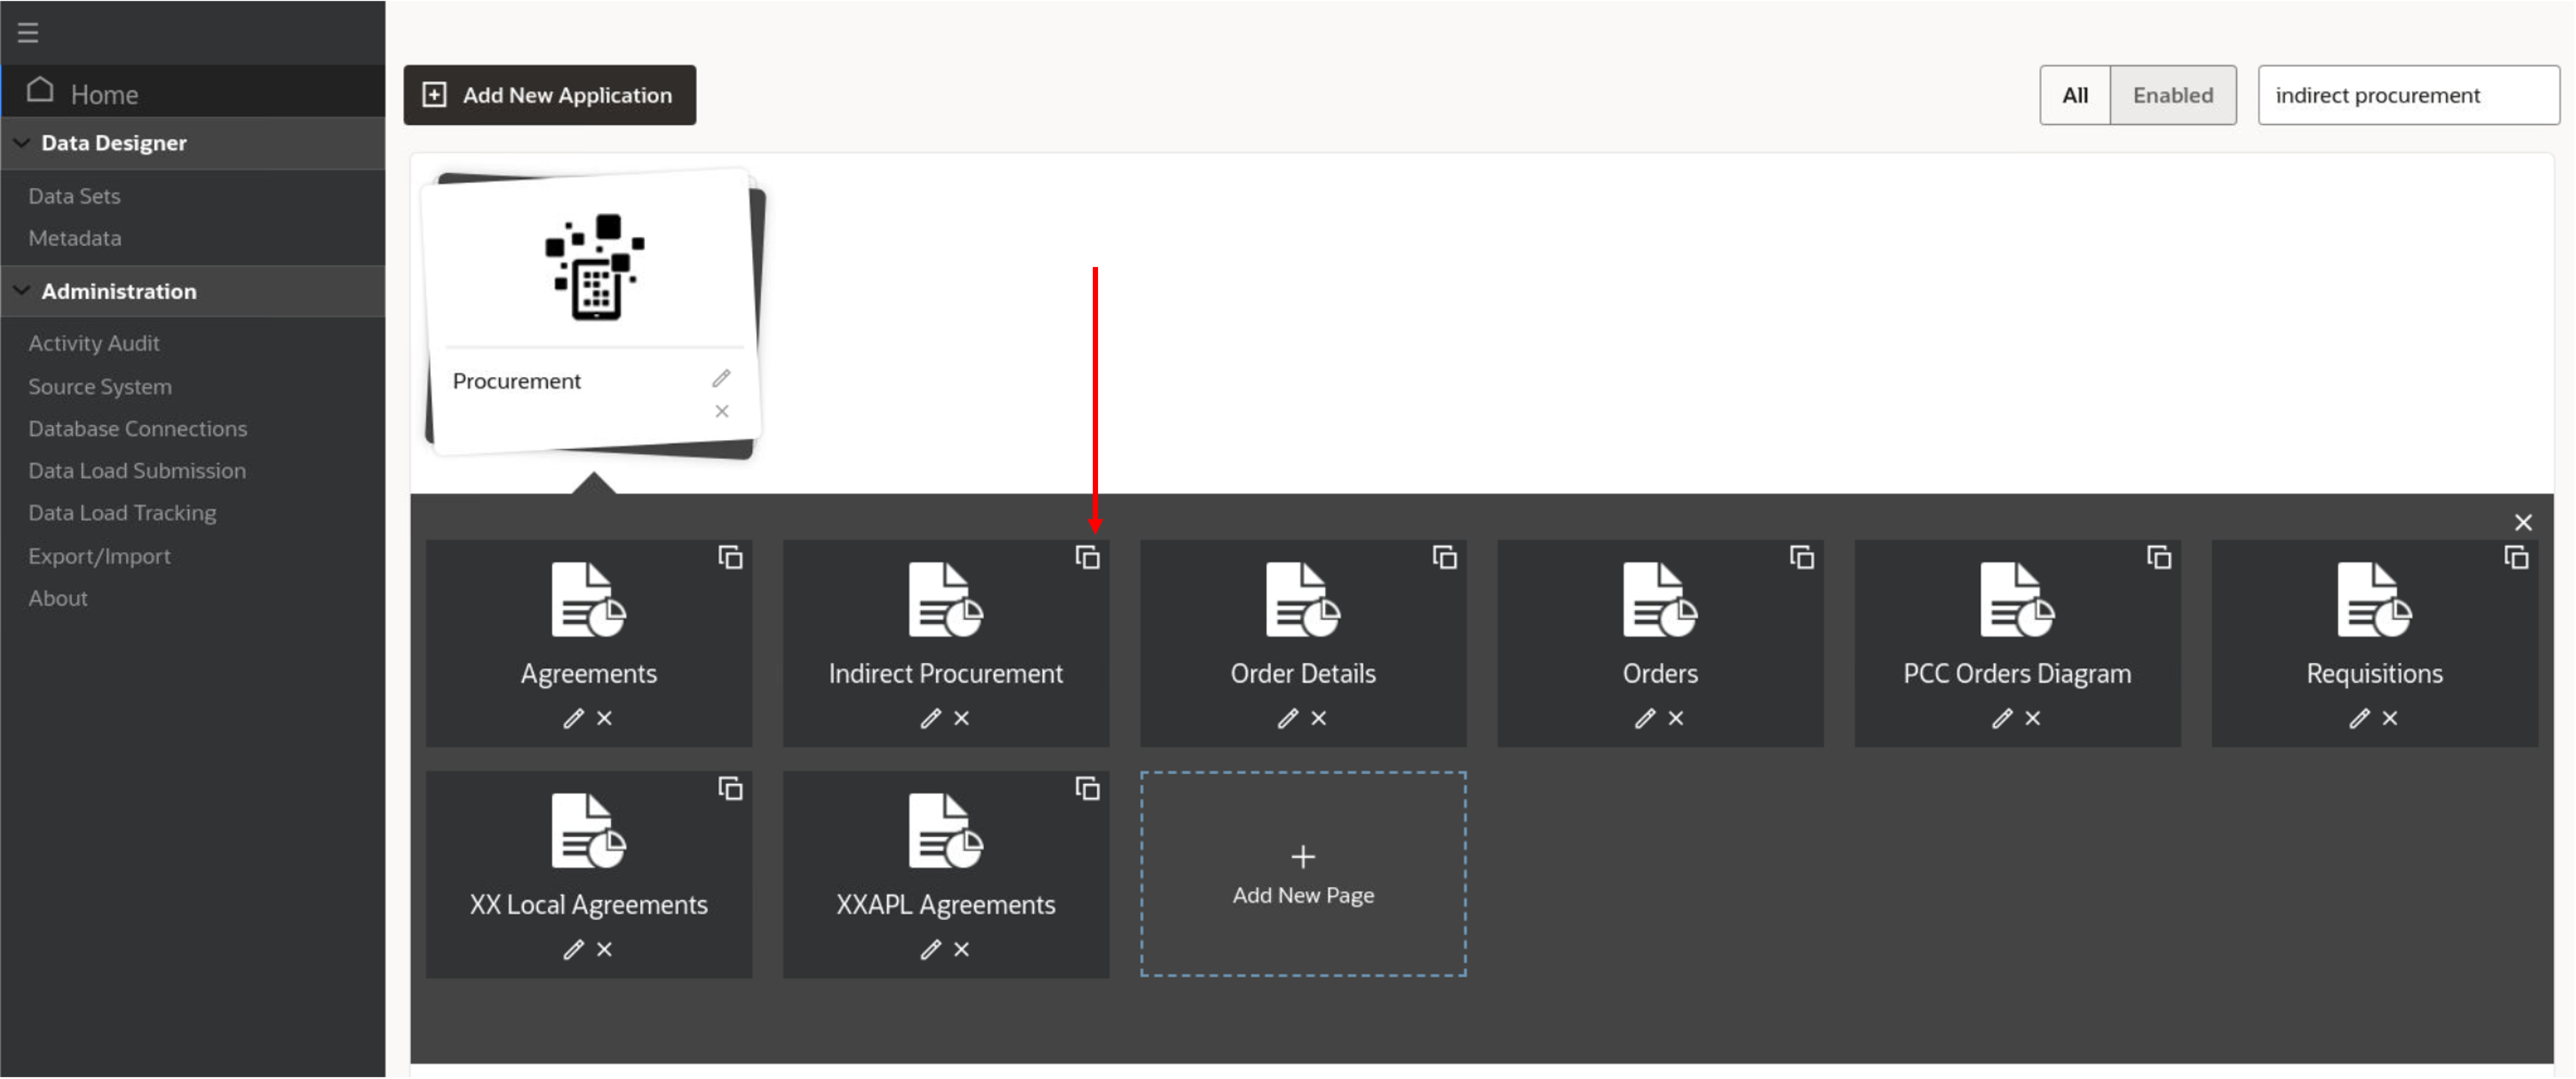 Home
Data Designer
Data Sets
Metadata
Administration
Activity Audit
Source System
Database Connections
Data Load Submission
Data Load Tracking
Export/Import
About
Add New Application
All Enabled indirect procurement
Procurement
Agreements
Indirect Procurement
Order Details
Orders
PCC Orders Diagram
Requisitions
XX Local Agreements
XXAPL Agreements
Add New Page